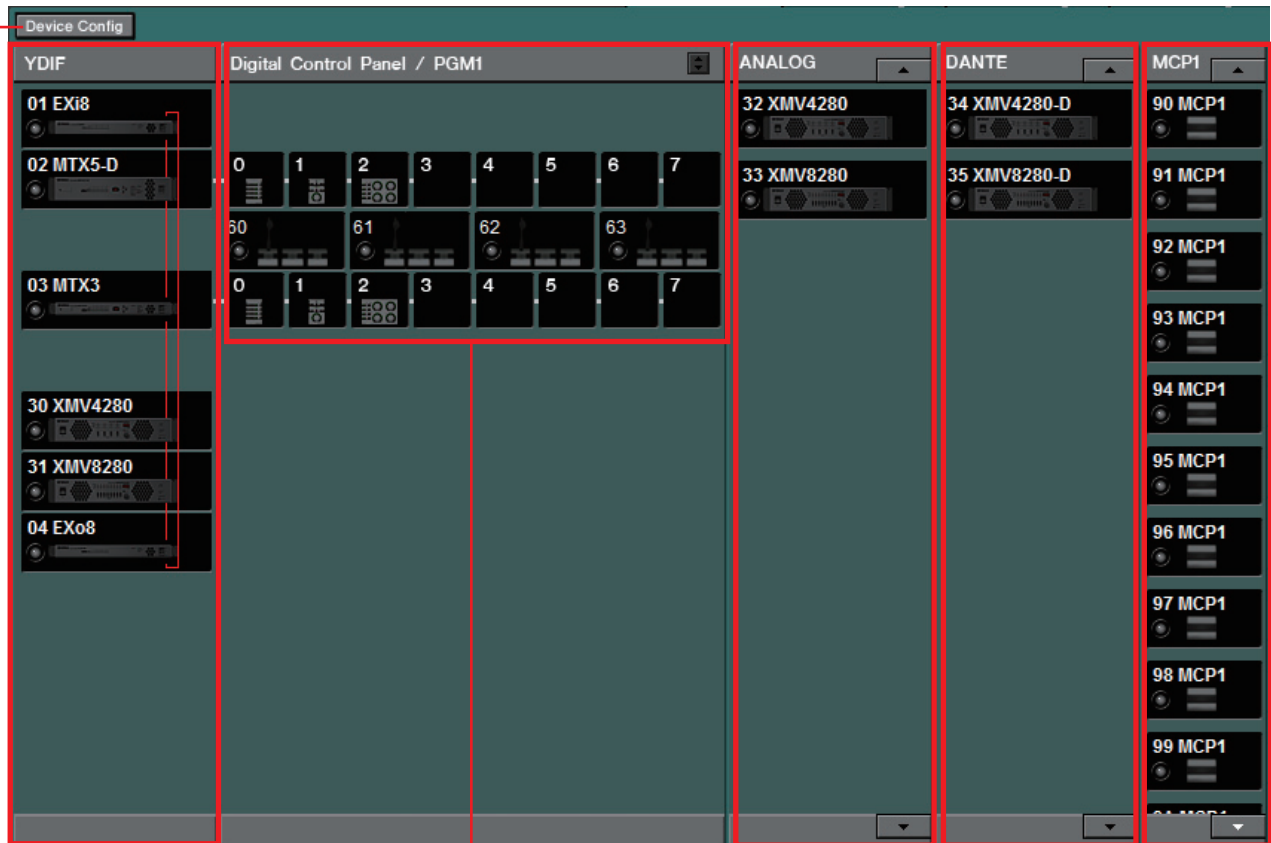 Device Config
YDIF
Digital Control Panel / PGM1
ANALOG
DANTE
MCP1
01 EXi8
02 MTX5-D
03 MTX3
30 XMV4280
31 XMV8280
04 EXo8
0 1 2 3 4 5 6 7
60 61 62 63
0 1 2 3 4 5 6 7
32 XMV4280
33 XMV8280
34 XMV4280-D
35 XMV8280-D
90 MCP1
91 MCP1
92 MCP1
93 MCP1
94 MCP1
95 MCP1
96 MCP1
97 MCP1
98 MCP1
99 MCP1